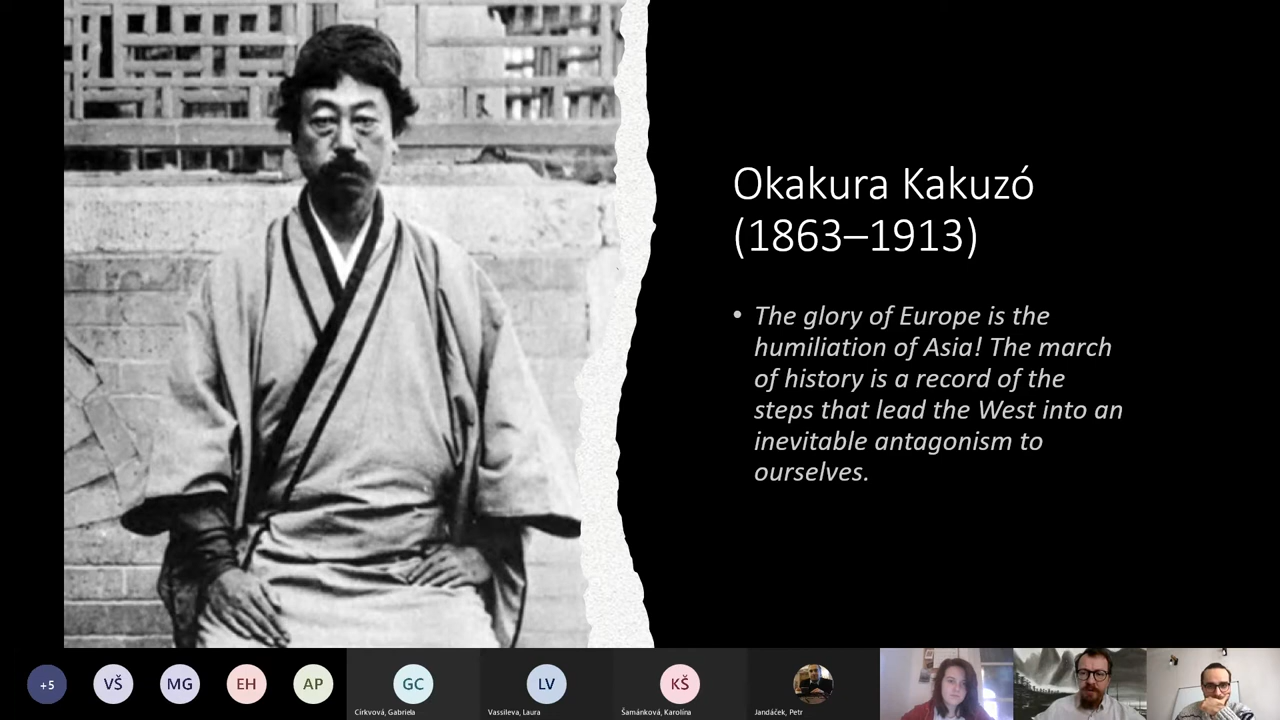 Okakura Kakuzó
(1863–1913)
• The glory of Europe is the
humiliation of Asia! The march
of history is a record of the
steps that lead the West into an
inevitable antagonism to
ourselves.
+5
VŠ
MG
EH
AP
GC
LV
KŠ
Církvová, Gabriela
Vassileva, Laura
Šamánková, Karolína
Jandáček, Petr